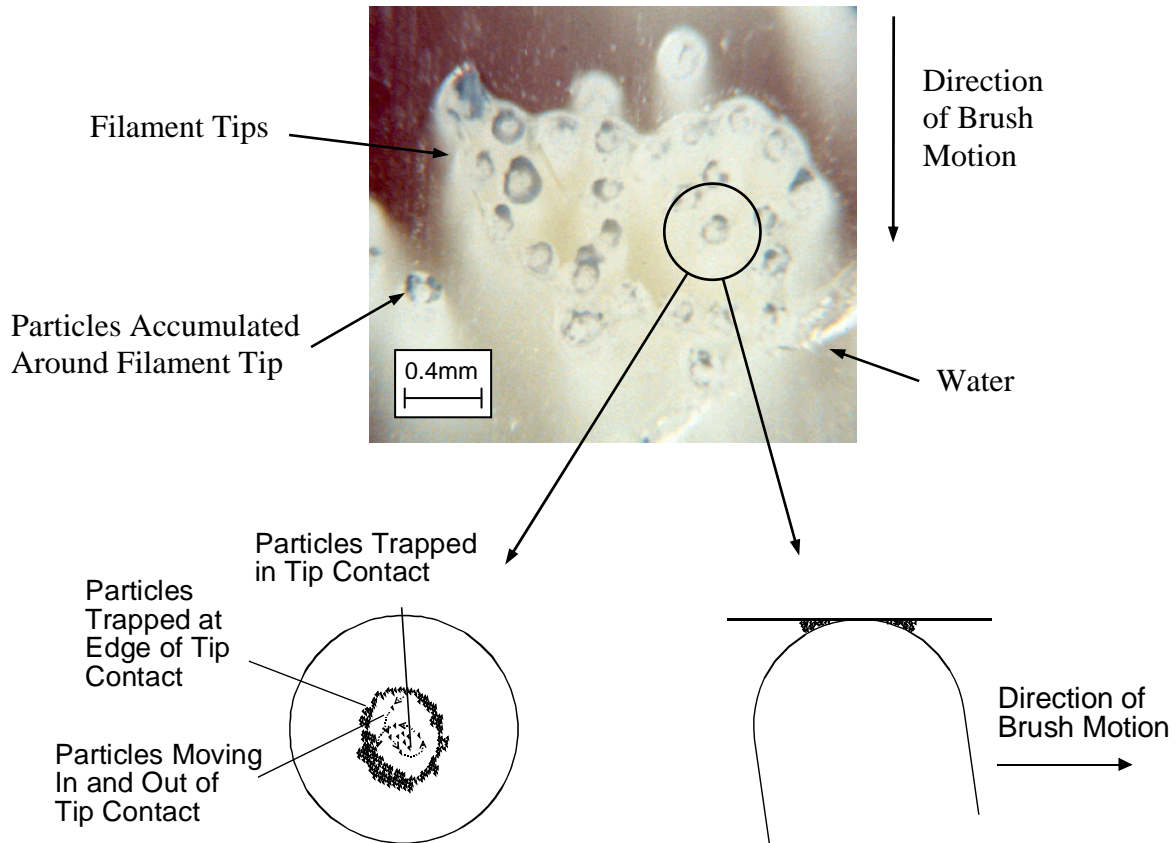 Filament Tips
Direction
of Brush
Motion
Particles Accumulated
Around Filament Tip
0.4mm
Water
Particles Trapped
in Tip Contact
Particles
Trapped at
Edge of Tip
Contact
Particles Moving
In and Out of
Tip Contact
Direction of
Brush Motion